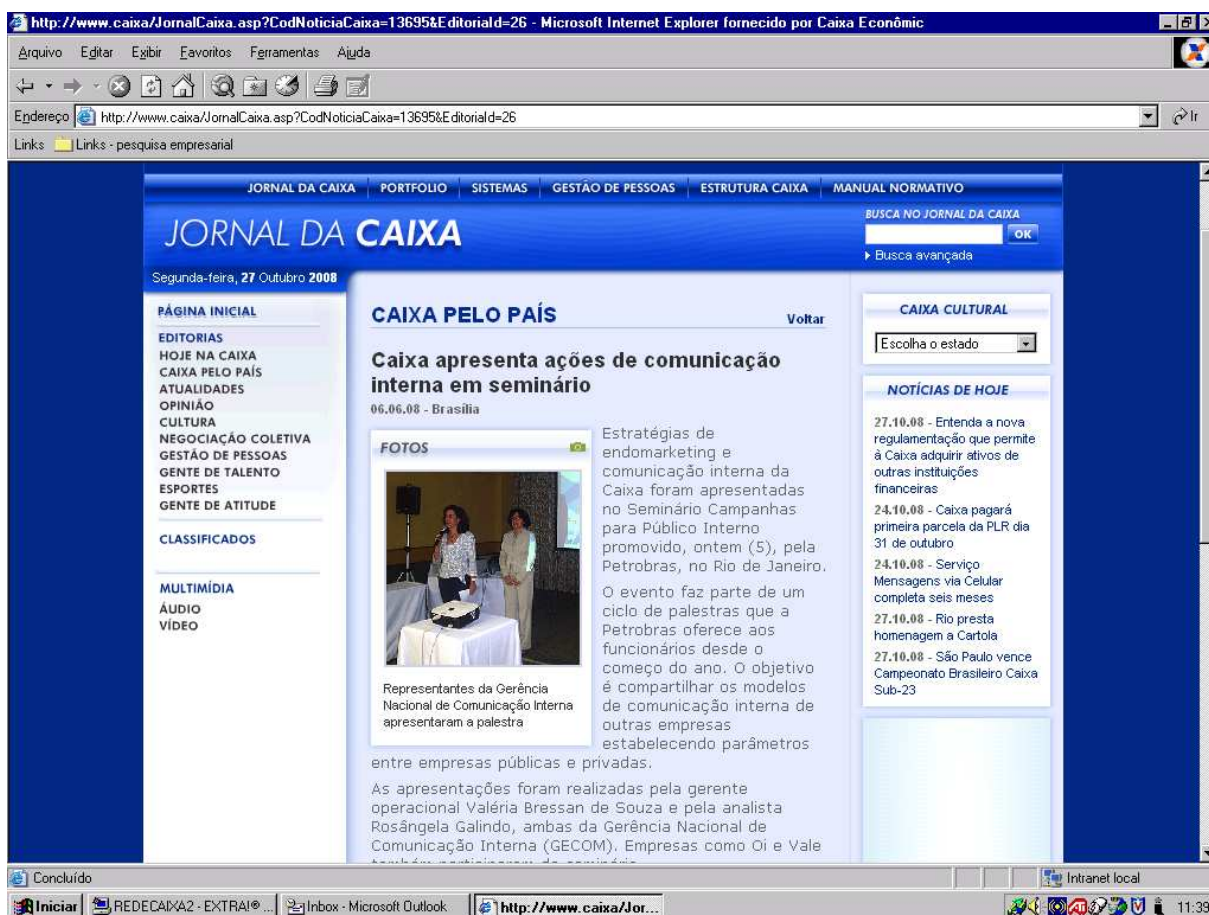 http://www.caixa/JornalCaixa.asp?CodNoticiaCaixa=13695&EditorialId=26 - Microsoft Internet Explorer fornecido por Caixa Econômic
Arquivo Editar Exibir Favoritos Ferramentas Ajuda
Endereço http://www.caixa/JornalCaixa.asp?CodNoticiaCaixa=13695&EditorialId=26 Ir
Links Links - pesquisa empresarial
JORNAL DA CAIXA PORTFOLIO SISTEMAS GESTÃO DE PESSOAS ESTRUTURA CAIXA MANUAL NORMATIVO
JORNAL DA CAIXA
BUSCA NO JORNAL DA CAIXA
OK
Busca avançada
Segunda-feira, 27 Outubro 2008
PÁGINA INICIAL
EDITORIAS
HOJE NA CAIXA
CAIXA PELO PAÍS
ATUALIDADES
OPINIÃO
CULTURA
NEGOCIAÇÃO COLETIVA
GESTÃO DE PESSOAS
GENTE DE TALENTO
ESPORTES
GENTE DE ATITUDE
CLASSIFICADOS
MULTIMÍDIA
ÁUDIO
VÍDEO
CAIXA PELO PAÍS
Voltar
Caixa apresenta ações de comunicação
interna em seminário
06.06.08 - Brasília
FOTOS
Representantes da Gerência
Nacional de Comunicação Interna
apresentaram a palestra
Estratégias de
endomarketing e
comunicação interna da
Caixa foram apresentadas
no Seminário Campanhas
para Público Interno
promovido, ontem (5), pela
Petrobras, no Rio de Janeiro.
O evento faz parte de um
ciclo de palestras que a
Petrobras oferece aos
funcionários desde o
começo do ano. O objetivo
é compartilhar os modelos
de comunicação interna de
outras empresas
estabelecendo parâmetros
entre empresas públicas e privadas.
As apresentações foram realizadas pela gerente
operacional Valéria Bressan de Souza e pela analista
Rosângela Galindo, ambas da Gerência Nacional de
Comunicação Interna (GECOM). Empresas como Oi e Vale
CAIXA CULTURAL
Escolha o estado
NOTÍCIAS DE HOJE
27.10.08 - Entenda a nova
regulamentação que permite
à Caixa adquirir ativos de
outras instituições
financeiras
24.10.08 - Caixa pagará
primeira parcela da PLR dia
31 de outubro
24.10.08 - Serviço
Mensagens via Celular
completa seis meses
27.10.08 - Rio presta
homenagem a Cartola
27.10.08 - São Paulo vence
Campeonato Brasileiro Caixa
Sub-23
Concluído
Intranet local
Iniciar REDECAIXA2 - EXTRA!® ... Inbox - Microsoft Outlook http://www.caixa/Jor... 11:39